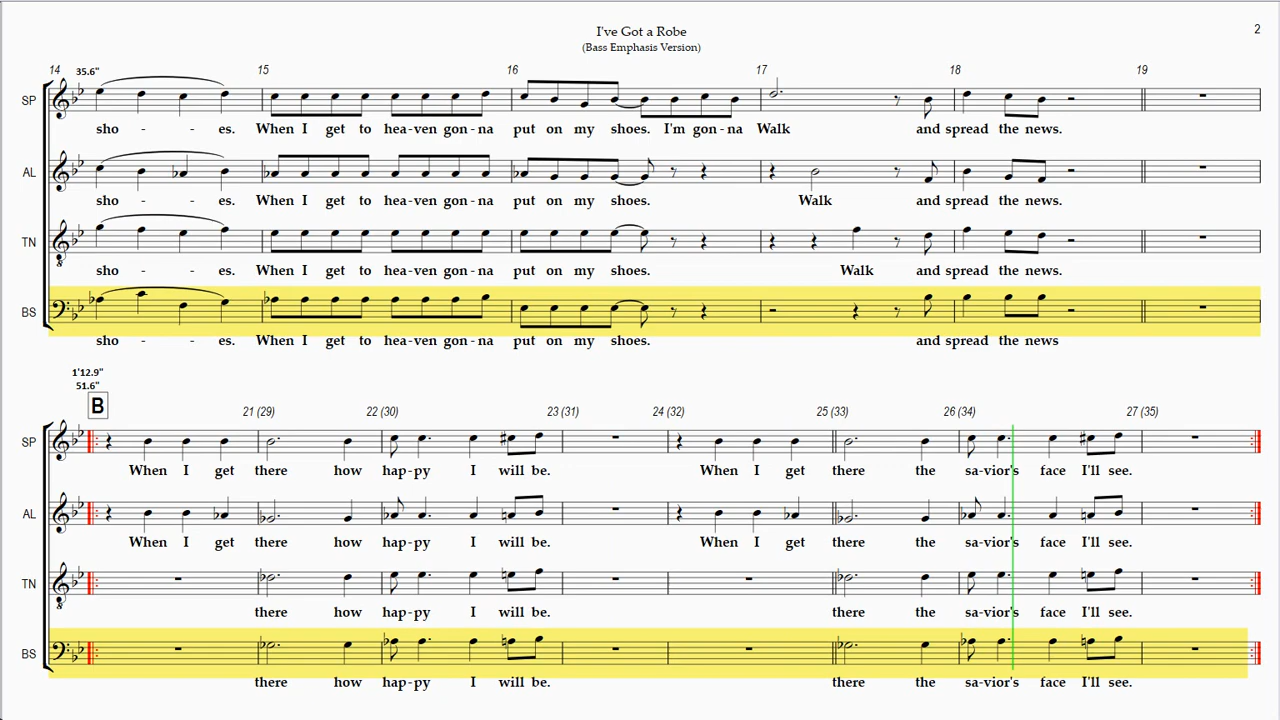 I've Got a Robe
(Bass Emphasis Version)
2
14 35.6" 15 16 17 18 19
SP
sho - - es. When I get to hea-ven gon-na put on my shoes. I'm gon-na Walk and spread the news.
AL
sho - - es. When I get to hea-ven gon-na put on my shoes. Walk and spread the news.
TN
sho - - es. When I get to hea-ven gon-na put on my shoes. Walk and spread the news.
BS
sho - - es. When I get to hea-ven gon-na put on my shoes. and spread the news
1'12.9"
51.6"
B 21 (29) 22 (30) 23 (31) 24 (32) 25 (33) 26 (34) 27 (35)
SP
When I get there how hap-py I will be. When I get there the sa-vior's face I'll see.
AL
When I get there how hap-py I will be. When I get there the sa-vior's face I'll see.
TN
there how hap-py I will be. there the sa-vior's face I'll see.
BS
there how hap-py I will be. there the sa-vior's face I'll see.